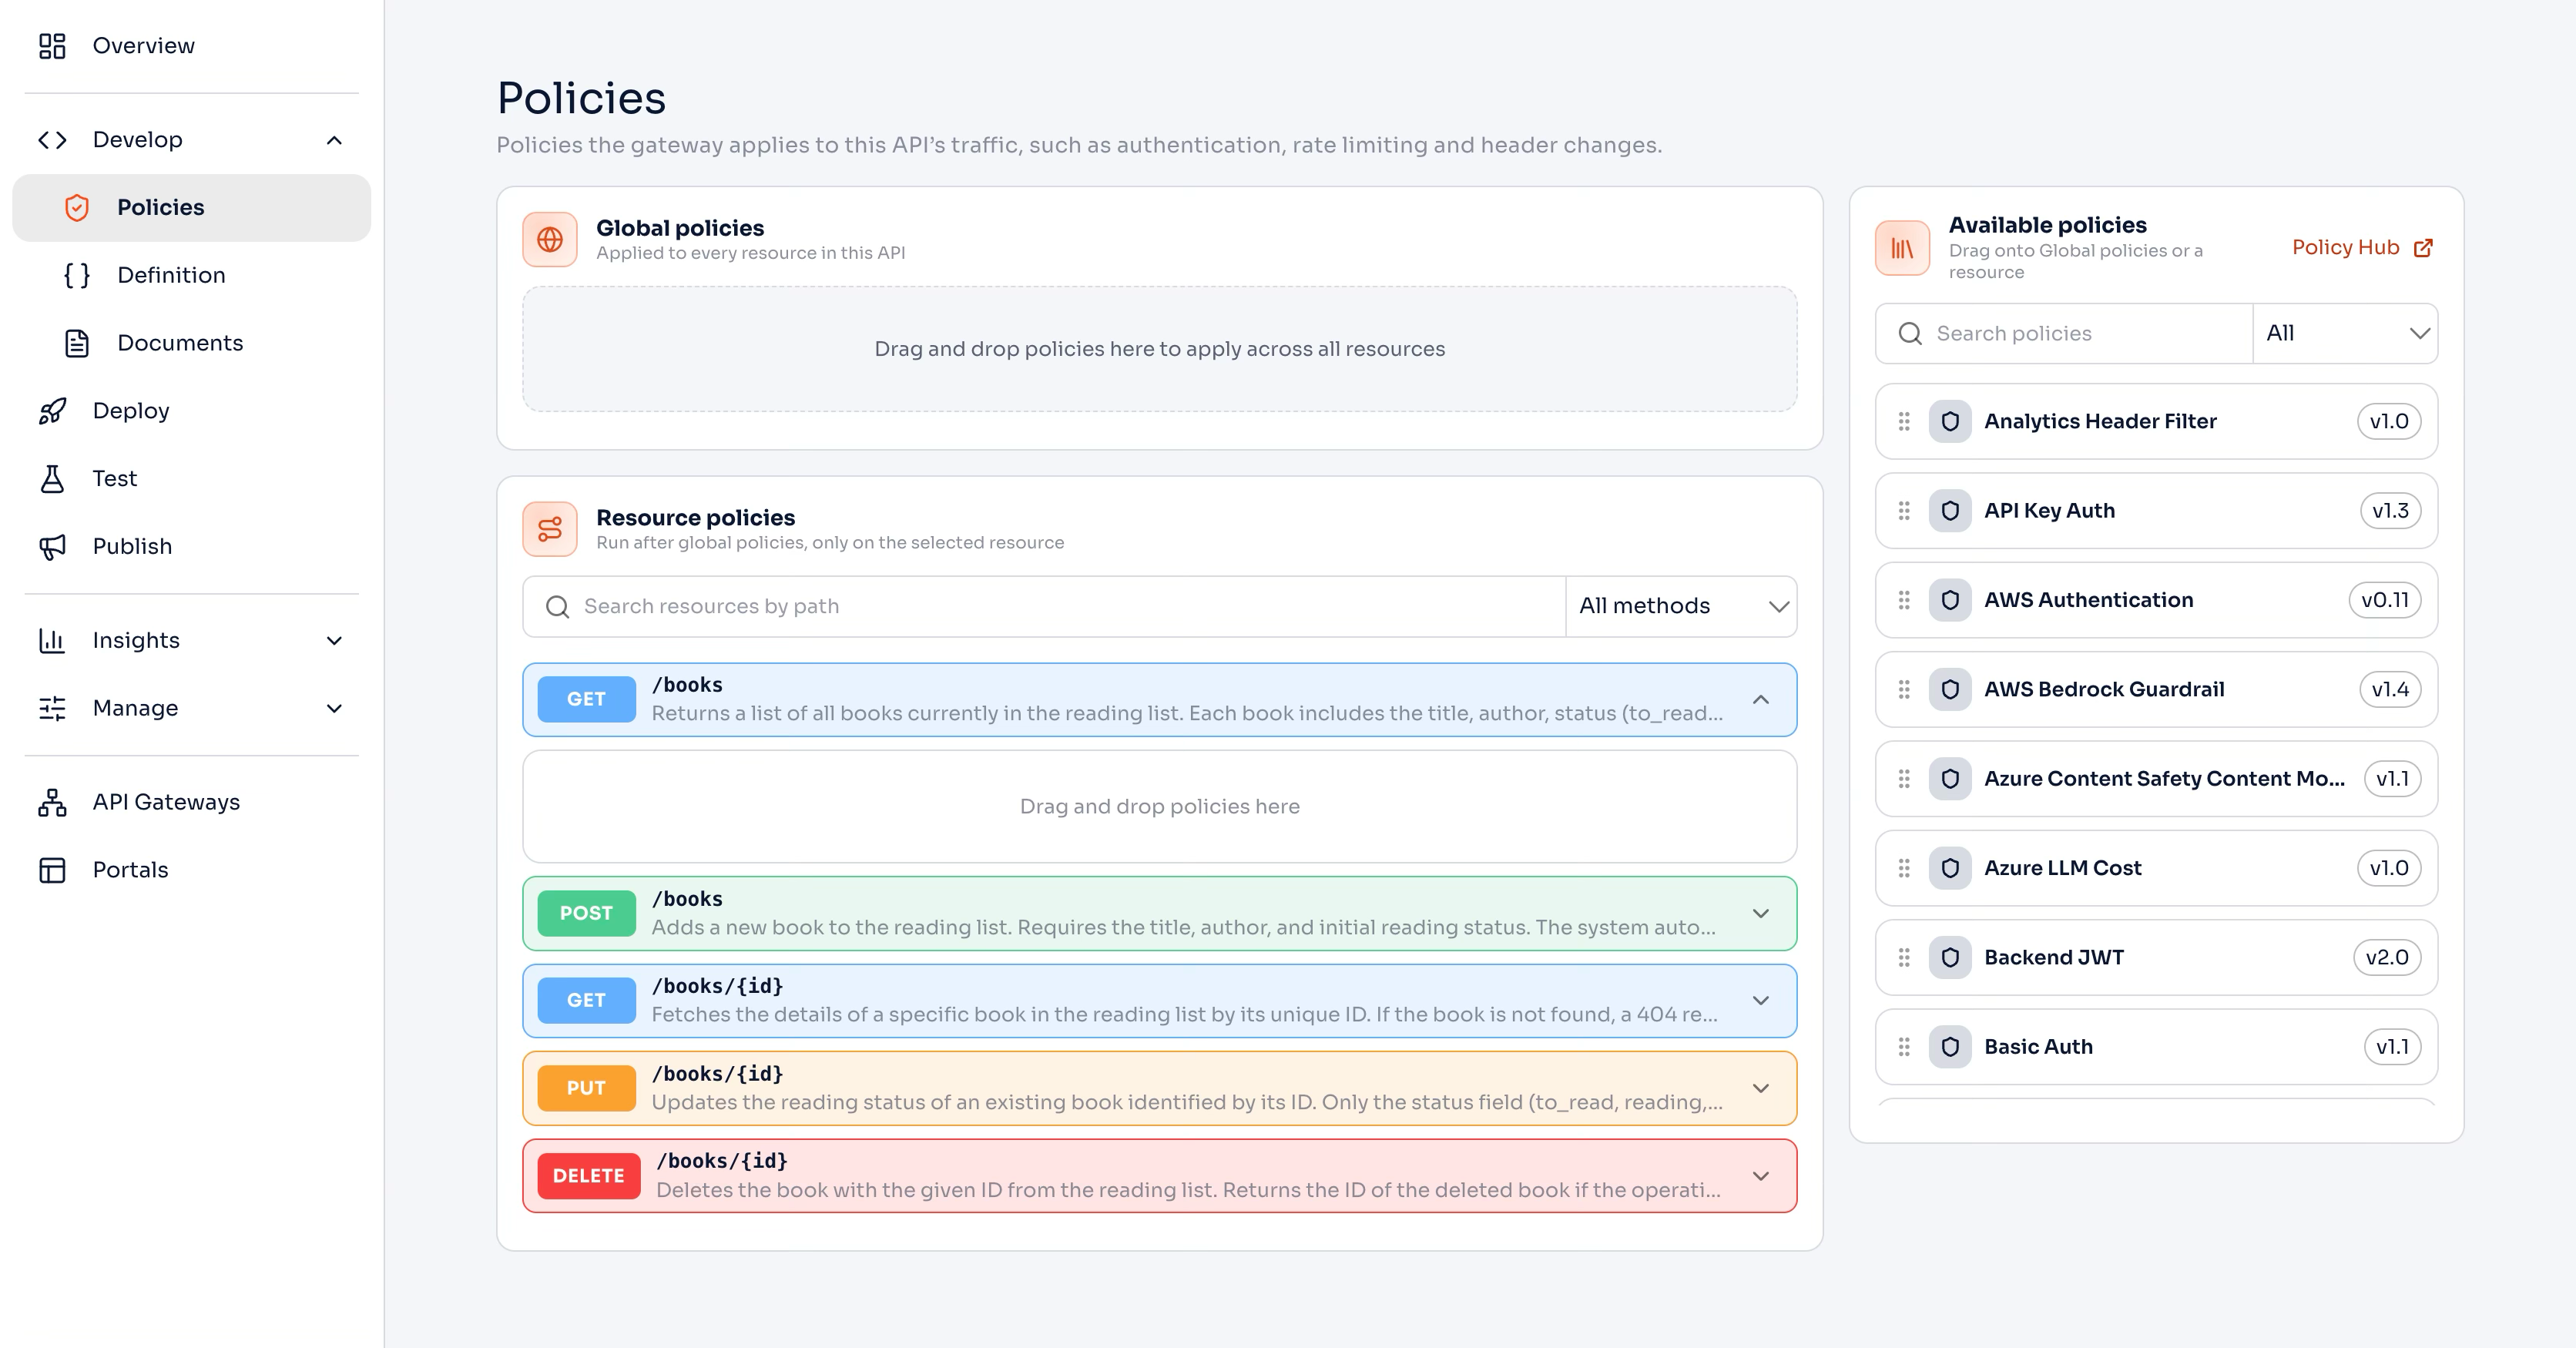 Overview
Develop
Policies
Definition
Documents
Deploy
Test
Publish
Insights
Manage
API Gateways
Portals
Policies
Policies the gateway applies to this API's traffic, such as authentication, rate limiting and header changes.
Global policies
Applied to every resource in this API
Drag and drop policies here to apply across all resources
Resource policies
Run after global policies, only on the selected resource
Search resources by path
All methods
GET
/books
Returns a list of all books currently in the reading list. Each book includes the title, author, status (to_read...
Drag and drop policies here
POST
/books
Adds a new book to the reading list. Requires the title, author, and initial reading status. The system auto...
GET
/books/{id}
Fetches the details of a specific book in the reading list by its unique ID. If the book is not found, a 404 re...
PUT
/books/{id}
Updates the reading status of an existing book identified by its ID. Only the status field (to_read, reading,...
DELETE
/books/{id}
Deletes the book with the given ID from the reading list. Returns the ID of the deleted book if the operati...
Available policies
Drag onto Global policies or a
resource
Policy Hub
Search policies
All
Analytics Header Filter v1.0
API Key Auth v1.3
AWS Authentication v0.11
AWS Bedrock Guardrail v1.4
Azure Content Safety Content Mo... v1.1
Azure LLM Cost v1.0
Backend JWT v2.0
Basic Auth v1.1